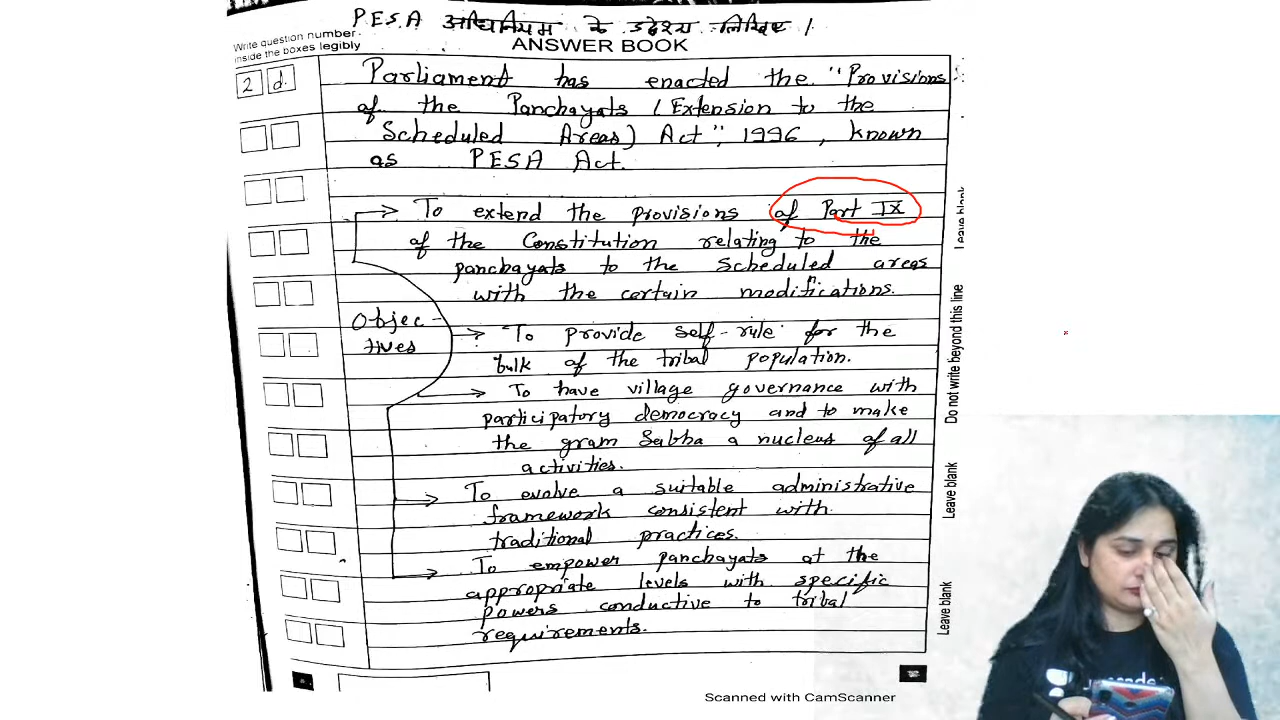 PESA अधिनियम के उद्देश्य लिखिए।
Write question number
inside the boxes legibly
ANSWER BOOK
2 d.
Parliament has enacted the "Provisions
of the Panchayats (Extension to the
Scheduled Areas) Act", 1996, known
as PESA Act.
→ To extend the provisions of Part IX
of the Constitution relating to the
panchayats to the scheduled areas
with the certain modifications.
Objec-
tives
→ To provide self-rule for the
bulk of the tribal population.
→ To have village governance with
participatory democracy and to make
the gram Sabha a nucleus of all
activities.
→ To evolve a suitable administrative
framework consistent with
traditional practices.
→ To empower panchayats at the
appropriate levels with specific
powers conductive to tribal
requirements.
Leave blank
Do not write beyond this line
Leave blank
Leave blank
Scanned with CamScanner